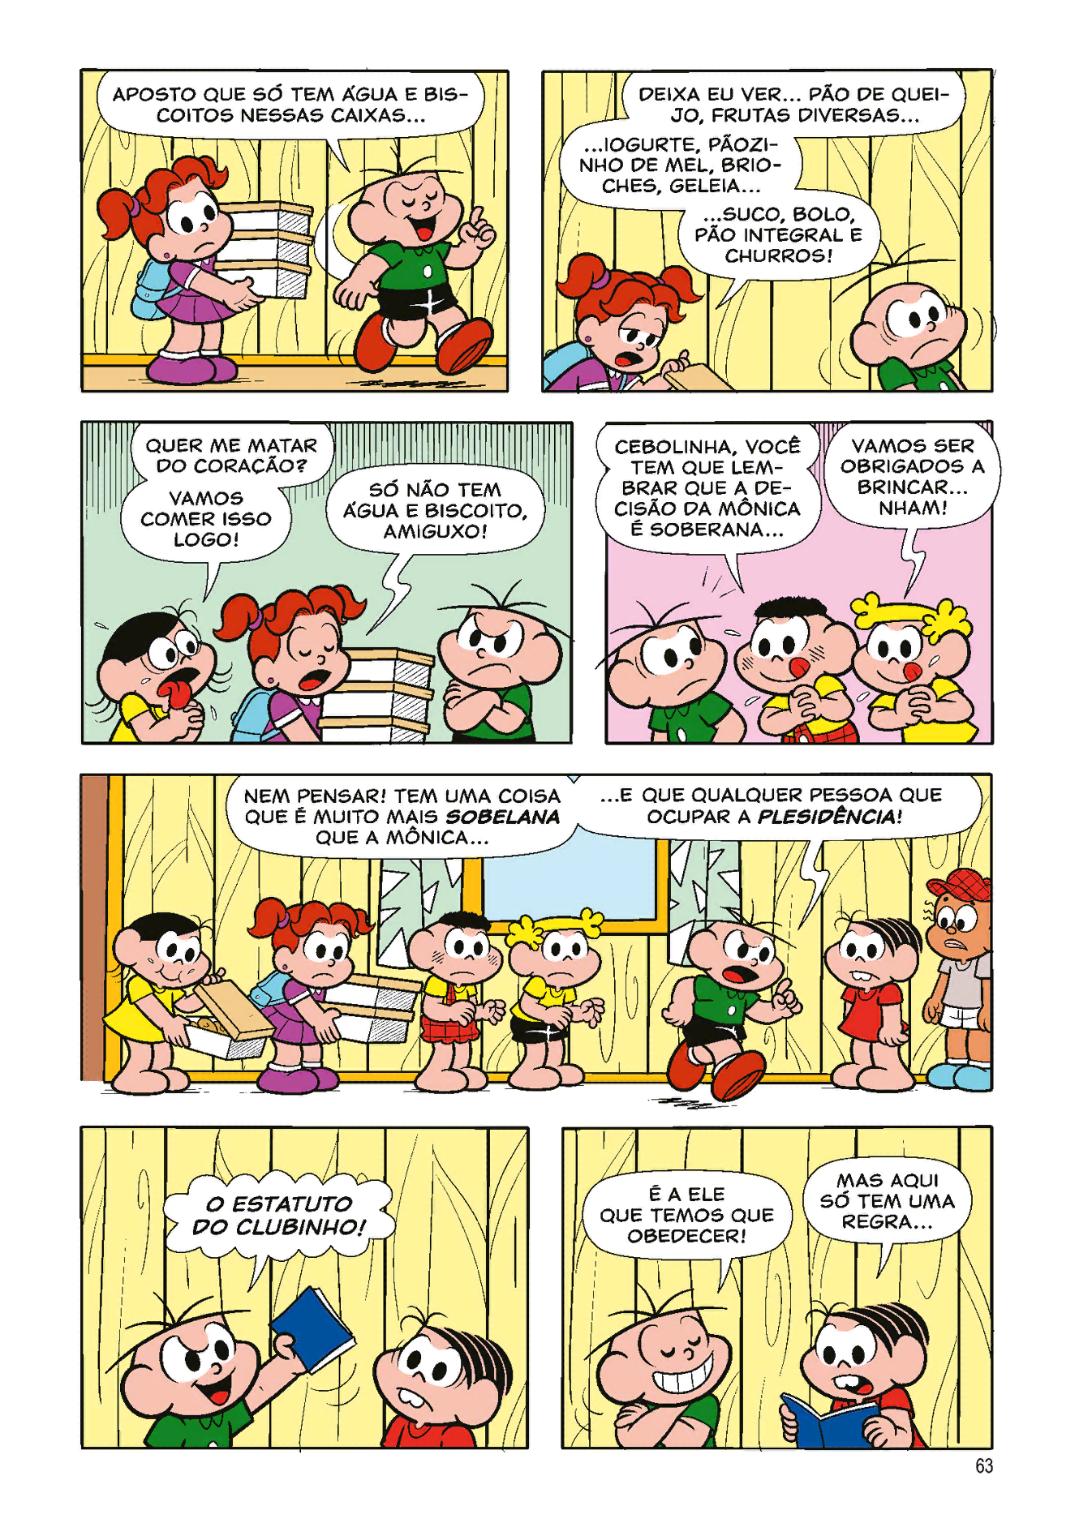 APOSTO QUE SÓ TEM ÁGUA E BIS-
COITOS NESSAS CAIXAS...
DEIXA EU VER... PÃO DE QUEI-
JO, FRUTAS DIVERSAS...
...IOGURTE, PÃOZI-
NHO DE MEL, BRIO-
CHES, GELEIA...
...SUCO, BOLO,
PÃO INTEGRAL E
CHURROS!
QUER ME MATAR
DO CORAÇÃO?
VAMOS
COMER ISSO
LOGO!
SÓ NÃO TEM
ÁGUA E BISCOITO,
AMIGUXO!
CEBOLINHA, VOCÊ
TEM QUE LEM-
BRAR QUE A DE-
CISÃO DA MÔNICA
É SOBERANA...
VAMOS SER
OBRIGADOS A
BRINCAR...
NHAM!
NEM PENSAR! TEM UMA COISA
QUE É MUITO MAIS SOBELANA
QUE A MÔNICA...
...E QUE QUALQUER PESSOA QUE
OCUPAR A PLESIDÊNCIA!
O ESTATUTO
DO CLUBINHO!
É A ELE
QUE TEMOS QUE
OBEDECER!
MAS AQUI
SÓ TEM UMA
REGRA...
63